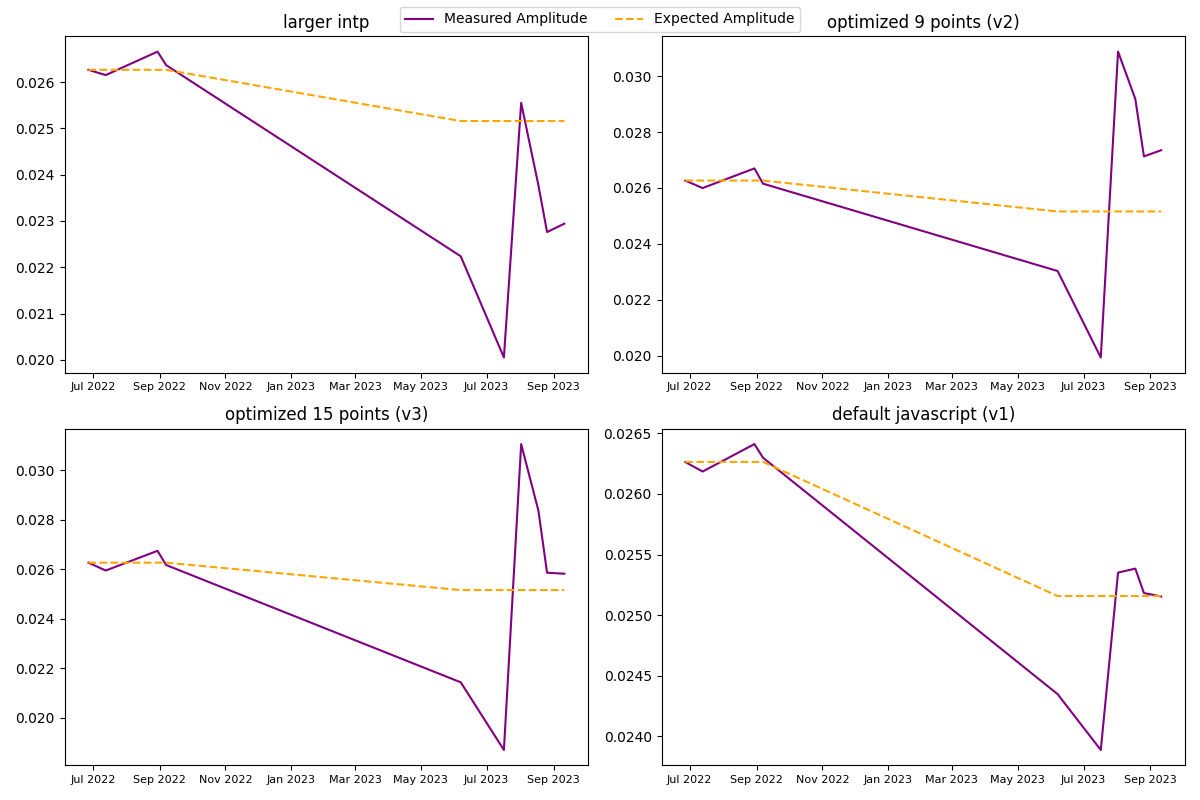 larger intp
Measured Amplitude
Expected Amplitude
optimized 9 points (v2)
0.026
0.025
0.024
0.023
0.022
0.021
0.020
Jul 2022 Sep 2022 Nov 2022 Jan 2023 Mar 2023 May 2023 Jul 2023 Sep 2023
0.030
0.028
0.026
0.024
0.022
0.020
Jul 2022 Sep 2022 Nov 2022 Jan 2023 Mar 2023 May 2023 Jul 2023 Sep 2023
optimized 15 points (v3)
0.030
0.028
0.026
0.024
0.022
0.020
Jul 2022 Sep 2022 Nov 2022 Jan 2023 Mar 2023 May 2023 Jul 2023 Sep 2023
default javascript (v1)
0.0265
0.0260
0.0255
0.0250
0.0245
0.0240
Jul 2022 Sep 2022 Nov 2022 Jan 2023 Mar 2023 May 2023 Jul 2023 Sep 2023